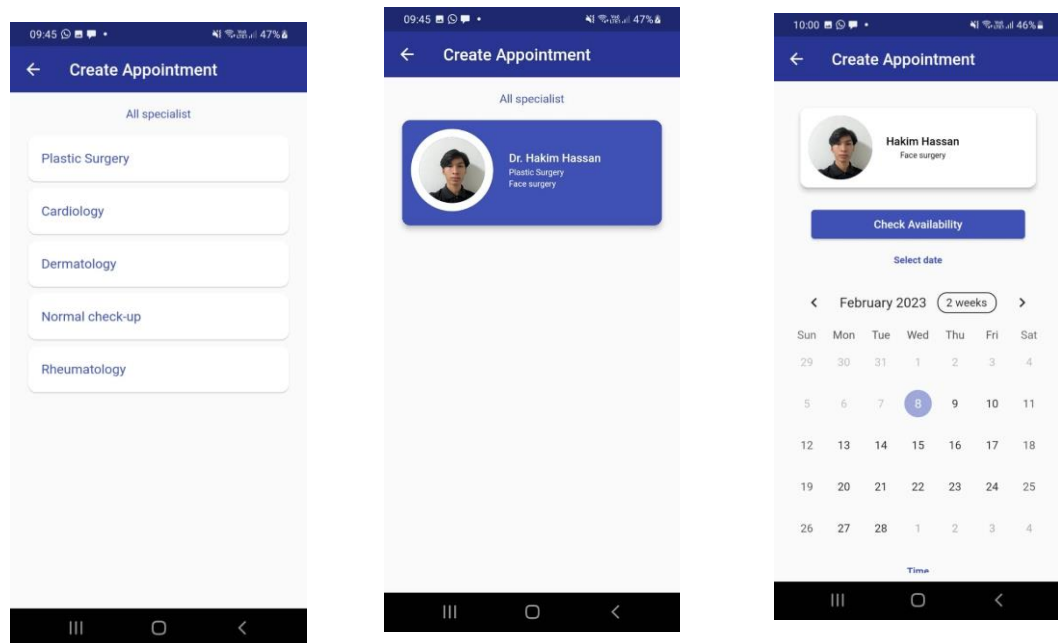 09:45
47%
Create Appointment
All specialist
Plastic Surgery
Cardiology
Dermatology
Normal check-up
Rheumatology
09:45
47%
Create Appointment
All specialist
Dr. Hakim Hassan
Plastic Surgery
Face surgery
10:00
46%
Create Appointment
Hakim Hassan
Face surgery
Check Availability
Select date
February 2023 2 weeks
Sun Mon Tue Wed Thu Fri Sat
29 30 31 1 2 3 4
5 6 7 8 9 10 11
12 13 14 15 16 17 18
19 20 21 22 23 24 25
26 27 28 1 2 3 4
Time